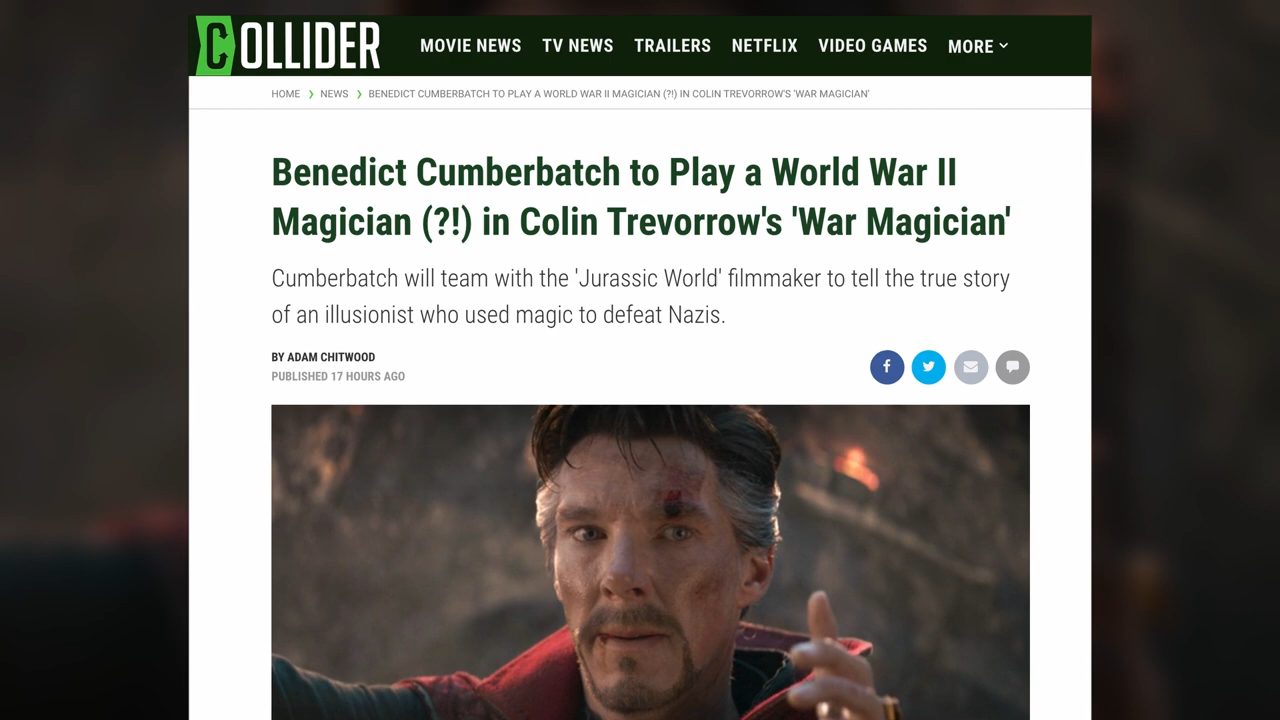 COLLIDER
MOVIE NEWS TV NEWS TRAILERS NETFLIX VIDEO GAMES MORE
HOME NEWS BENEDICT CUMBERBATCH TO PLAY A WORLD WAR II MAGICIAN (?!) IN COLIN TREVORROW'S 'WAR MAGICIAN'
Benedict Cumberbatch to Play a World War II
Magician (?!) in Colin Trevorrow's 'War Magician'
Cumberbatch will team with the 'Jurassic World' filmmaker to tell the true story
of an illusionist who used magic to defeat Nazis.
BY ADAM CHITWOOD
PUBLISHED 17 HOURS AGO